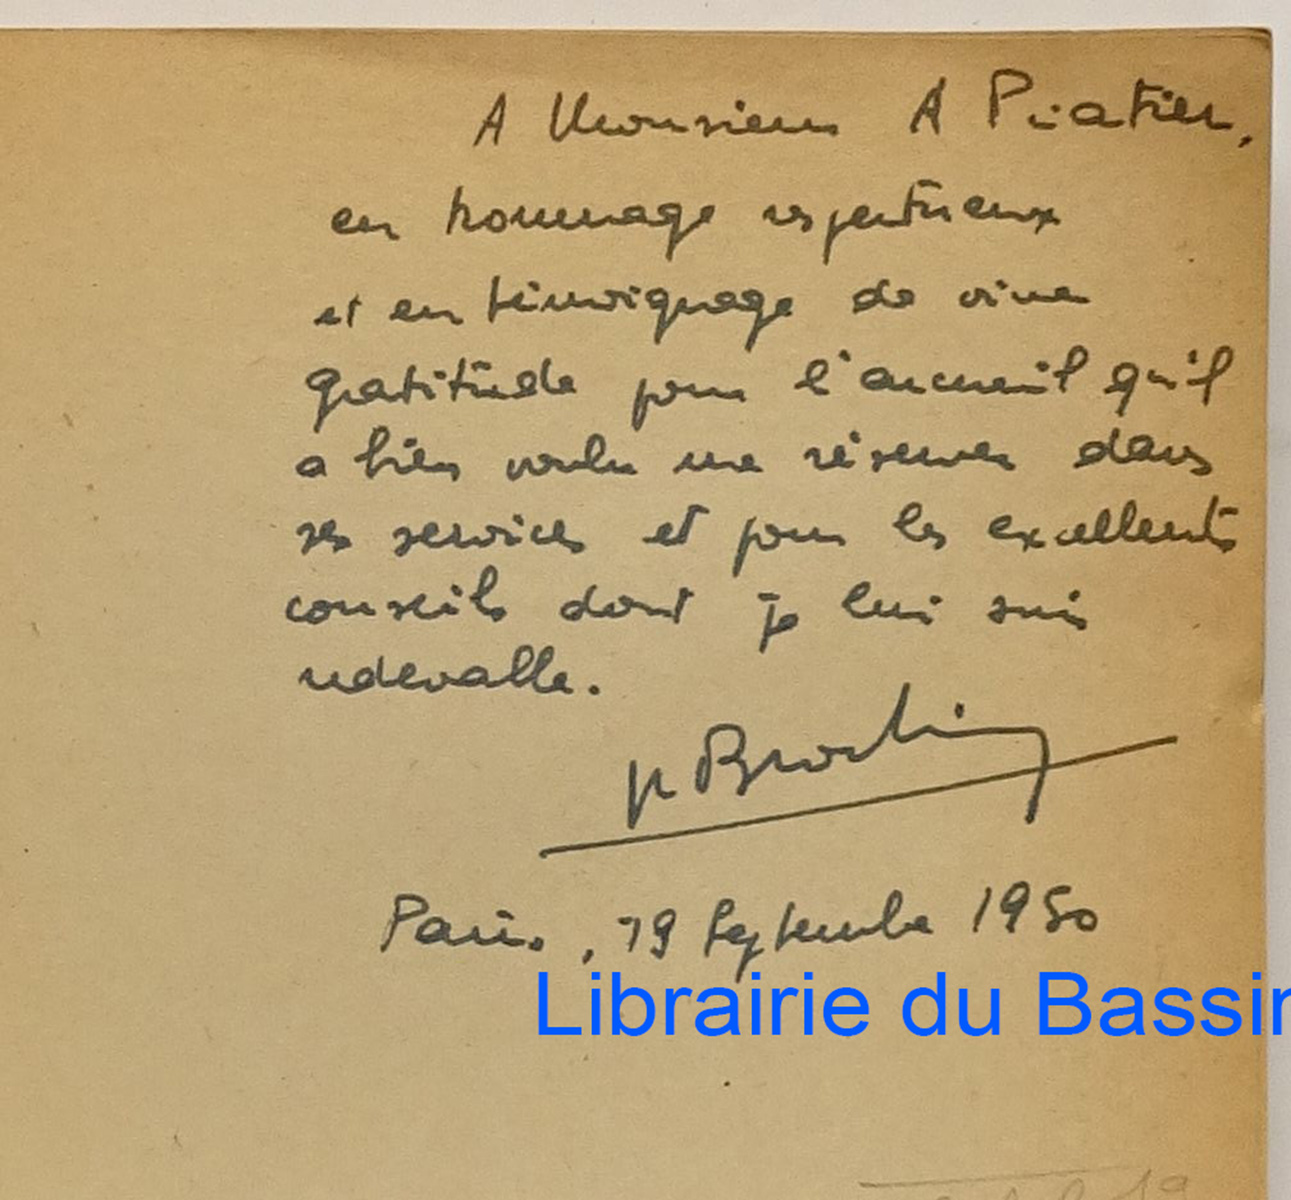 A Monsieur A Piatier,
en hommage respectueux
et en témoignage de vive
gratitude pour l'accueil qu'il
a bien voulu me réserver dans
ses services et pour les excellents
conseils dont je lui suis
redevable.
Paris, 19 Septembre 1950
Librairie du Bassin